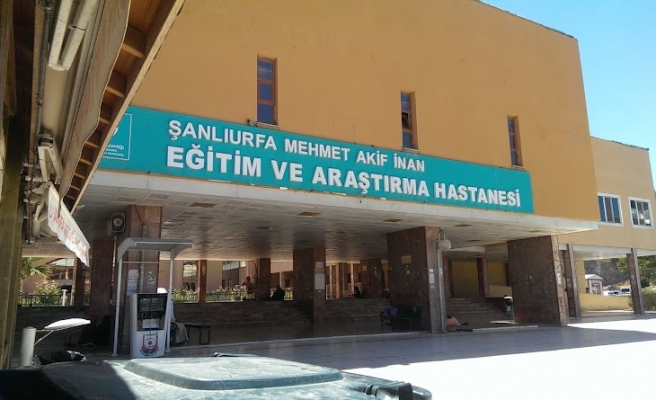 ŞANLIURFA MEHMET AKİF İNAN
EĞİTİM VE ARAŞTIRMA HASTANESİ